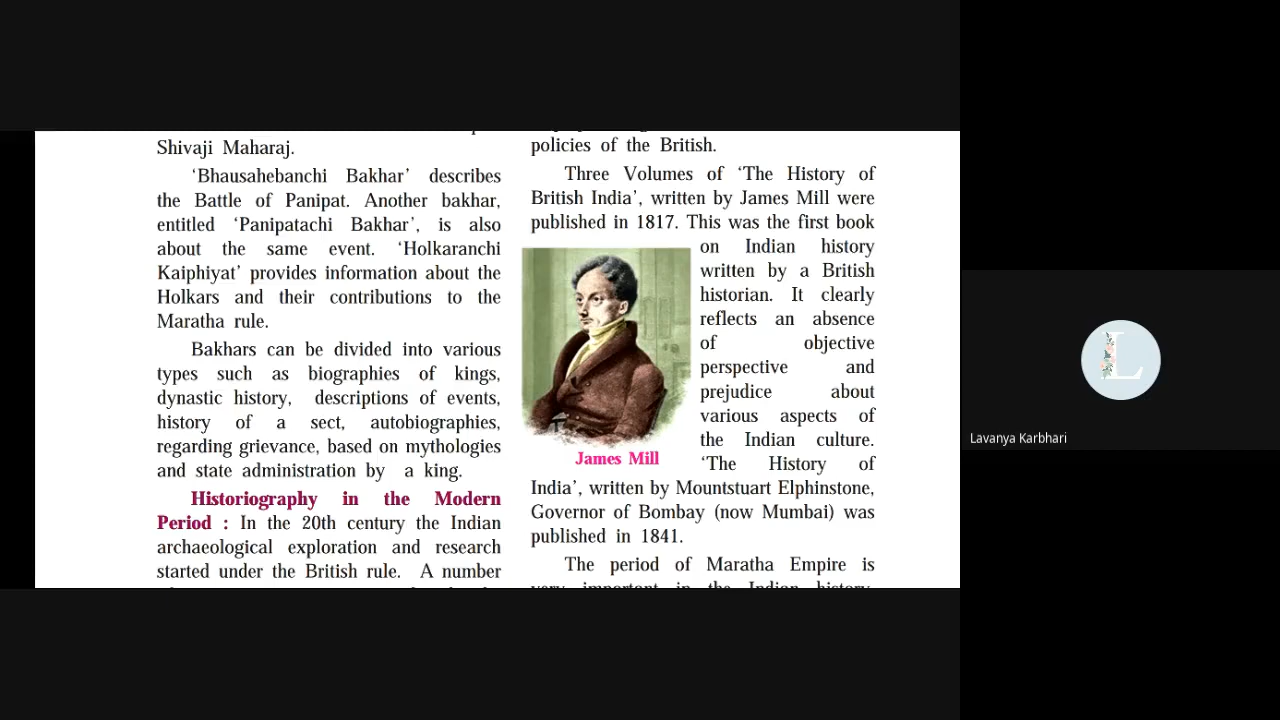 Shivaji Maharaj.
‘Bhausahebanchi Bakhar’ describes
the Battle of Panipat. Another bakhar,
entitled ‘Panipatachi Bakhar’, is also
about the same event. ‘Holkaranchi
Kaiphiyat’ provides information about the
Holkars and their contributions to the
Maratha rule.
Bakhars can be divided into various
types such as biographies of kings,
dynastic history, descriptions of events,
history of a sect, autobiographies,
regarding grievance, based on mythologies
and state administration by a king.
Historiography in the Modern
Period : In the 20th century the Indian
archaeological exploration and research
started under the British rule. A number
policies of the British.
Three Volumes of ‘The History of
British India’, written by James Mill were
published in 1817. This was the first book
on Indian history
written by a British
historian. It clearly
reflects an absence
of objective
perspective and
prejudice about
various aspects of
the Indian culture.
‘The History of
James Mill
India’, written by Mountstuart Elphinstone,
Governor of Bombay (now Mumbai) was
published in 1841.
The period of Maratha Empire is
very important in the Indian history.
L
Lavanya Karbhari